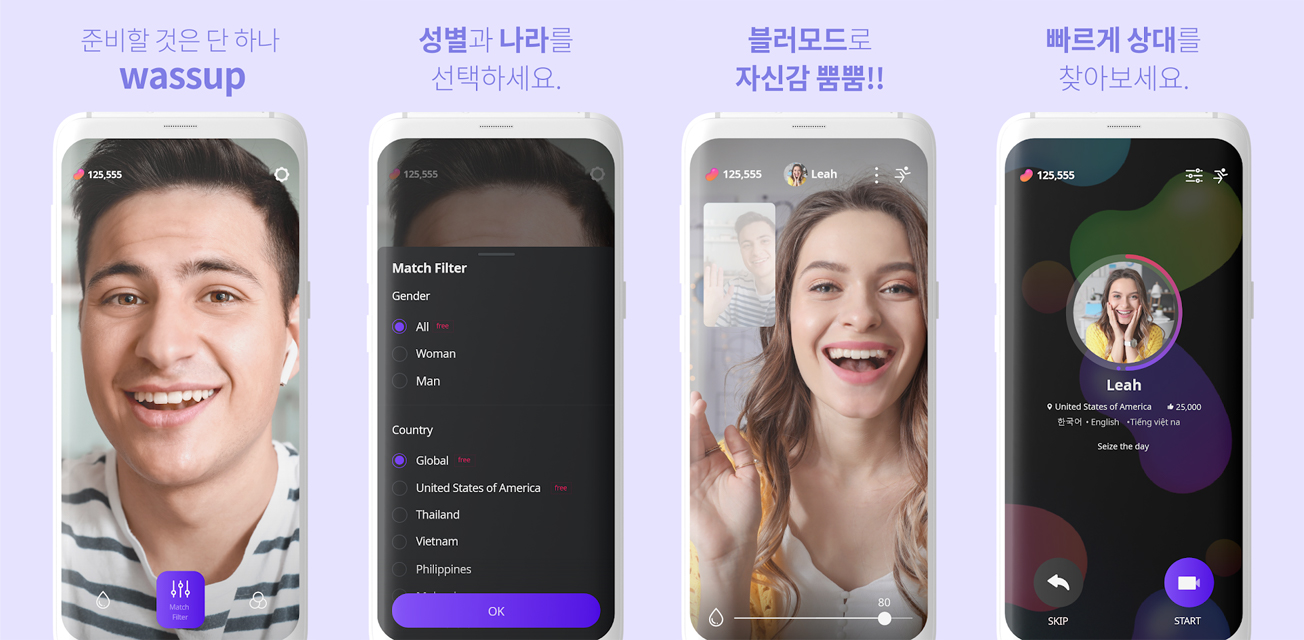 준비할 것은 단 하나
wassup
125,555
Match
Filter
성별과 나라를
선택하세요.
125,555
Match Filter
Gender
All free
Woman
Man
Country
Global free
United States of America free
Thailand
Vietnam
Philippines
OK
블러모드로
자신감 뿜뿜!!
125,555
Leah
80
빠르게 상대를
찾아보세요.
125,555
Leah
United States of America 25,000
한국어 • English •Tiếng việt na
Seize the day
SKIP
START